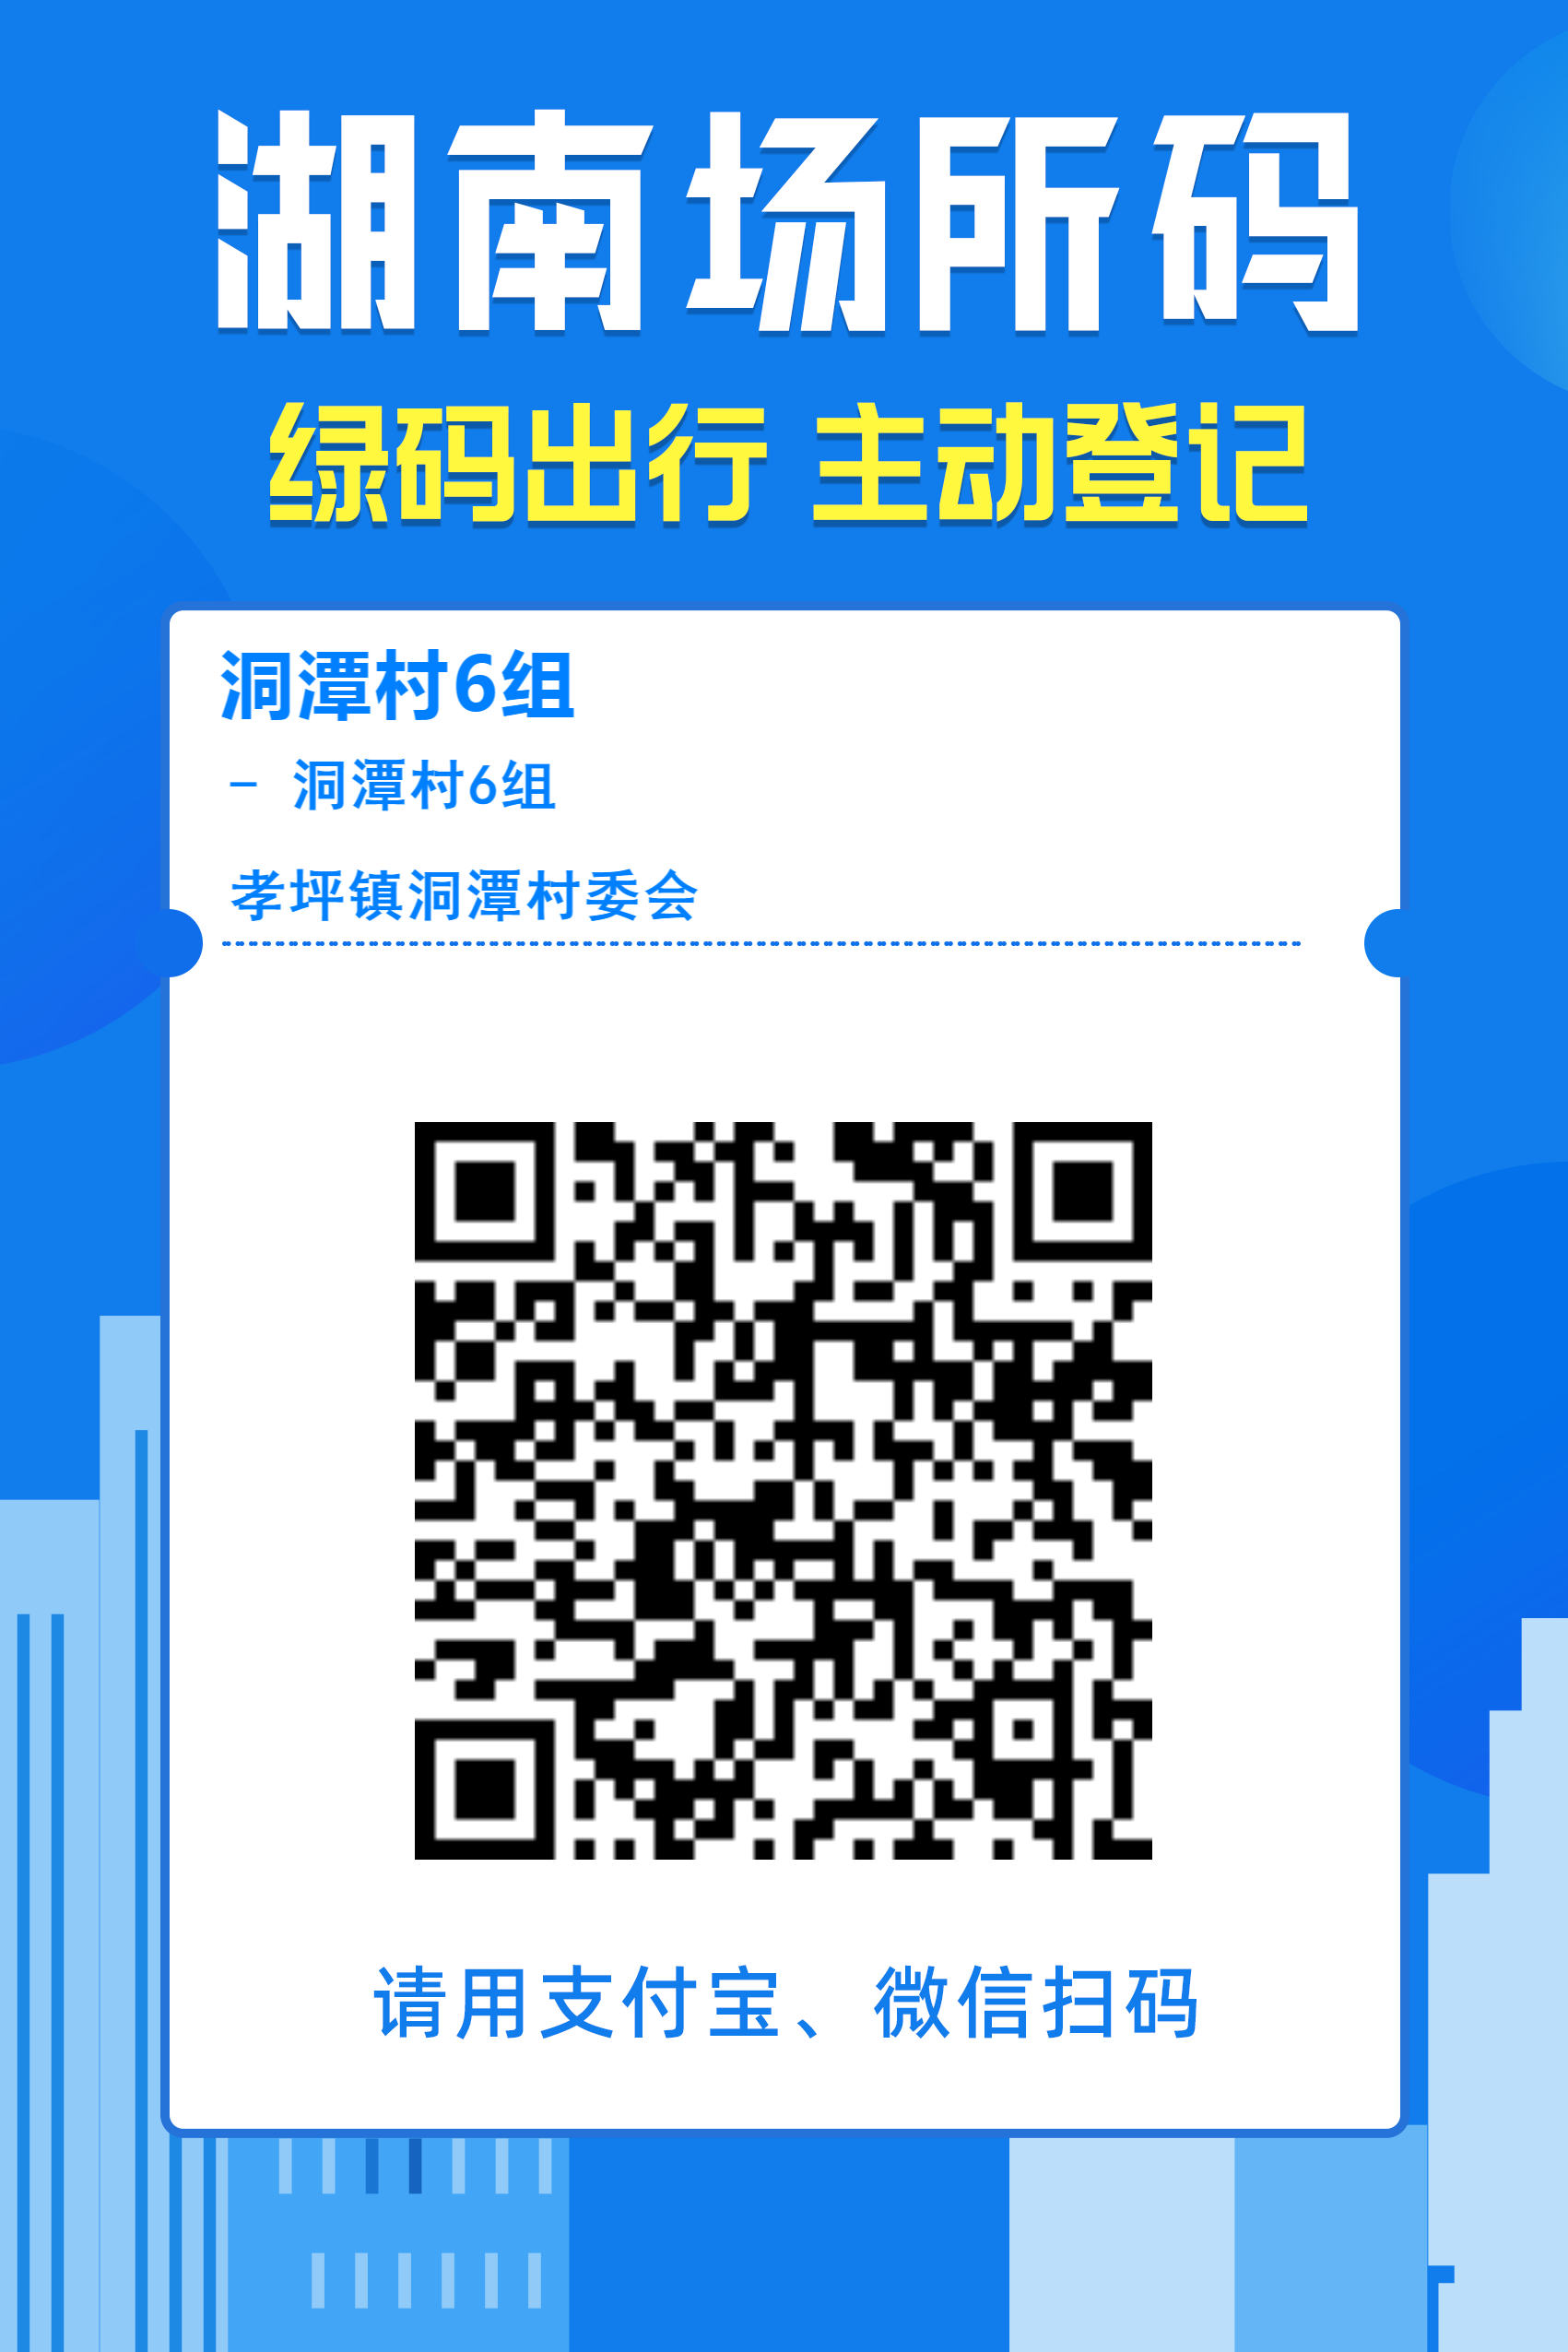 湖南场所码
绿码出行 主动登记
洞潭村6组
– 洞潭村6组
孝坪镇洞潭村委会
请用支付宝、微信扫码